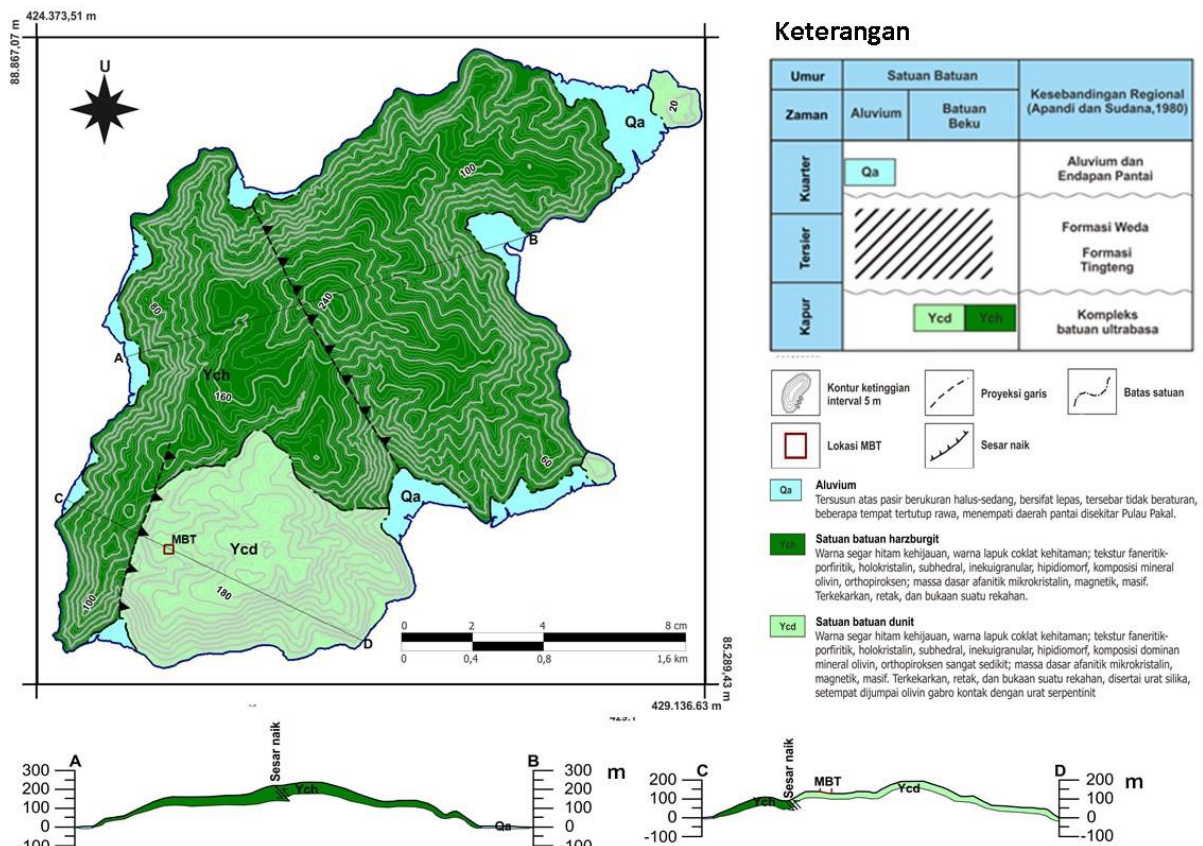 424.373,51 m
88.867,07 m
U
Qa
20
100
B
80
240
A
Ych
160
60
C
Qa
MBT
Ycd
180
100
D
0 2 4 8 cm
0 0,4 0,8 1,6 km
85.289,43 m
429.136.63 m
Keterangan
Umur
Satuan Batuan
Kesebandingan Regional
(Apandi dan Sudana,1980)
Zaman
Aluvium
Batuan
Beku
Kuarter
Qa
Aluvium dan
Endapan Pantai
Tersier
Formasi Weda
Formasi
Tingteng
Kapur
Ycd
Ych
Kompleks
batuan ultrabasa
Kontur ketinggian
interval 5 m
Proyeksi garis
Batas satuan
Lokasi MBT
Sesar naik
Qa
Aluvium
Tersusun atas pasir berukuran halus-sedang, bersifat lepas, tersebar tidak beraturan,
beberapa tempat tertutup rawa, menempati daerah pantai disekitar Pulau Pakal.
Ych
Satuan batuan harzburgit
Warna segar hitam kehijauan, warna lapuk coklat kehitaman; tekstur faneritik-
porfiritik, holokristalin, subhedral, inekuigranular, hipidiomorf, komposisi mineral
olivin, orthopiroksen; massa dasar afanitik mikrokristalin, magnetik, masif.
Terkekarkan, retak, dan bukaan suatu rekahan.
Ycd
Satuan batuan dunit
Warna segar hitam kehijauan, warna lapuk coklat kehitaman; tekstur faneritik-
porfiritik, holokristalin, subhedral, inekuigranular, hipidiomorf, komposisi dominan
mineral olivin, orthopiroksen sangat sedikit; massa dasar afanitik mikrokristalin,
magnetik, masif. Terkekarkan, retak, dan bukaan suatu rekahan, disertai urat silika,
setempat dijumpai olivin gabro kontak dengan urat serpentinit
A
Sesar naik
B
300
200
100
0
-100
Ych
Qa
300
200
100
0
-100
m
C
Sesar naik
MBT
D
200
100
0
-100
Ych
Ycd
200
100
0
-100
m